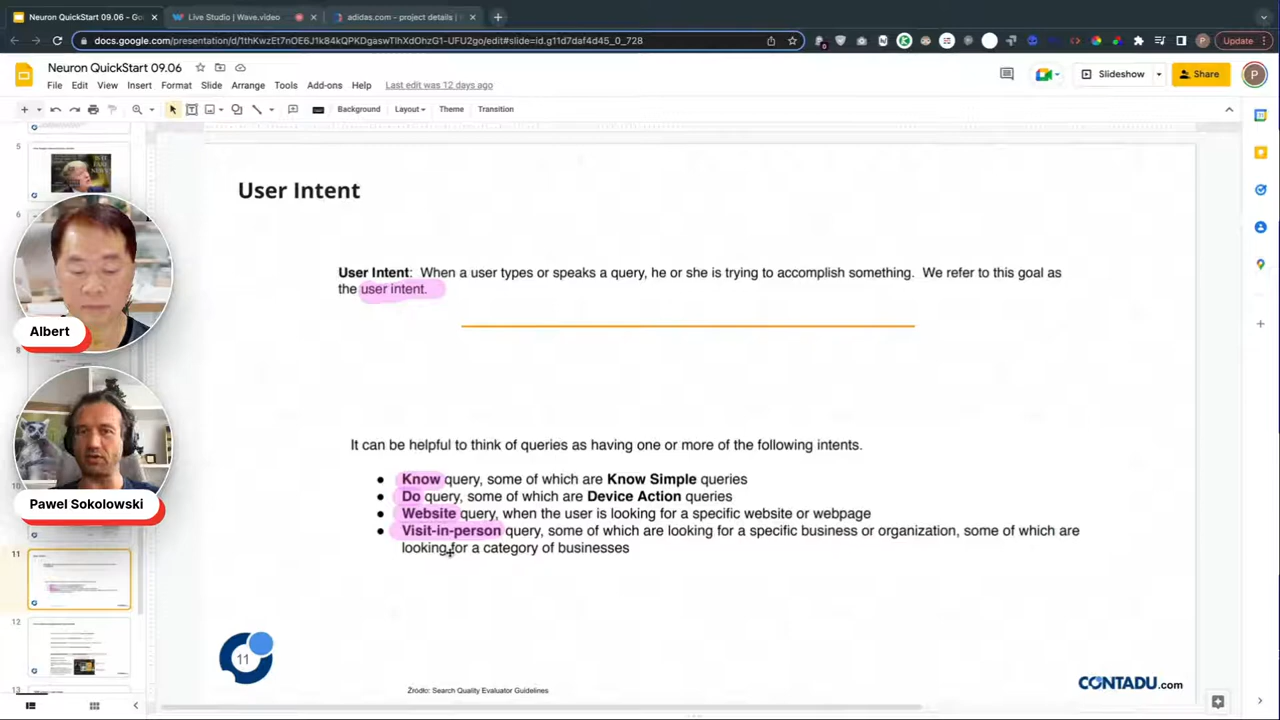 Neuron QuickStart 09.06 - Go
Live Studio | Wave.video
adidas.com - project details |
docs.google.com/presentation/d/1thKwzEt7nOE6J1k84kQPKDgaswTlhXdOhzG1-UFU2go/edit#slide=id.g11d7daf4d45_0_728
Update
Neuron QuickStart 09.06
File Edit View Insert Format Slide Arrange Tools Add-ons Help Last edit was 12 days ago
Slideshow
Share
Background Layout Theme Transition
5
6
8
10
11
12
13
Albert
Pawel Sokolowski
User Intent
User Intent: When a user types or speaks a query, he or she is trying to accomplish something. We refer to this goal as
the user intent.
It can be helpful to think of queries as having one or more of the following intents.
● Know query, some of which are Know Simple queries
● Do query, some of which are Device Action queries
● Website query, when the user is looking for a specific website or webpage
● Visit-in-person query, some of which are looking for a specific business or organization, some of which are
looking for a category of businesses
11
Źródło: Search Quality Evaluator Guidelines
CONTADU.com